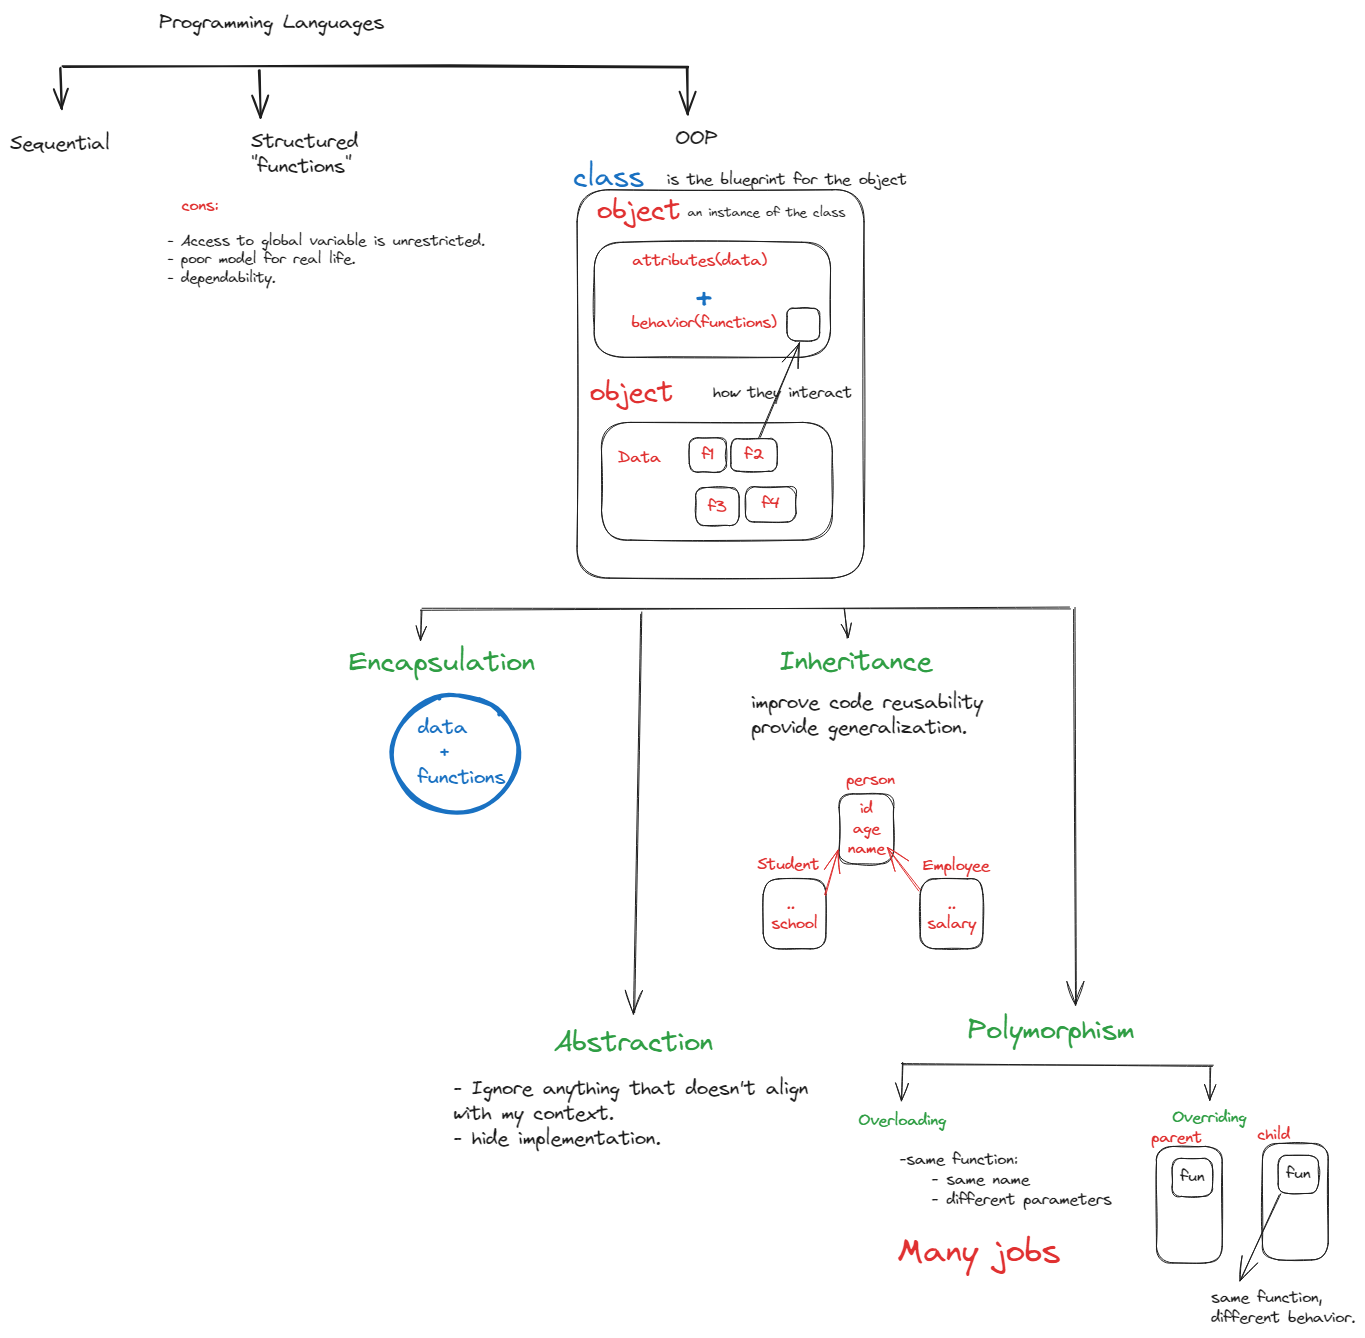 Programming Languages
Sequential
Structured
"functions"
OOP
cons:
- Access to global variable is unrestricted.
- poor model for real life.
- dependability.
class is the blueprint for the object
object an instance of the class
attributes(data)
+
behavior(functions)
object how they interact
Data f1 f2
f3 f4
Encapsulation
data
+
functions
Inheritance
improve code reusability
provide generalization.
person
id
age
name
Student
..
school
Employee
..
salary
Abstraction
- Ignore anything that doesn't align
with my context.
- hide implementation.
Polymorphism
Overloading
-same function:
- same name
- different parameters
Many jobs
Overriding
parent child
fun fun
same function,
different behavior.